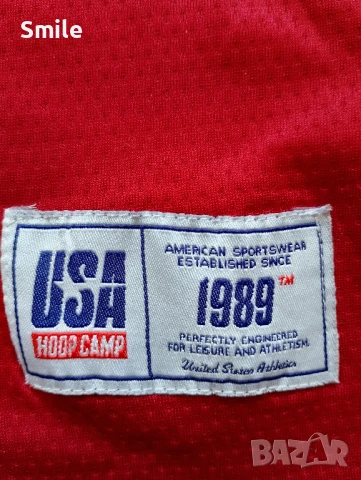 Smile
USA
HOOP CAMP
AMERICAN SPORTSWEAR
ESTABLISHED SINCE
1989™
PERFECTLY ENGINEERED
FOR LEISURE AND ATHLETISM.
United States Athletics
BAZAR